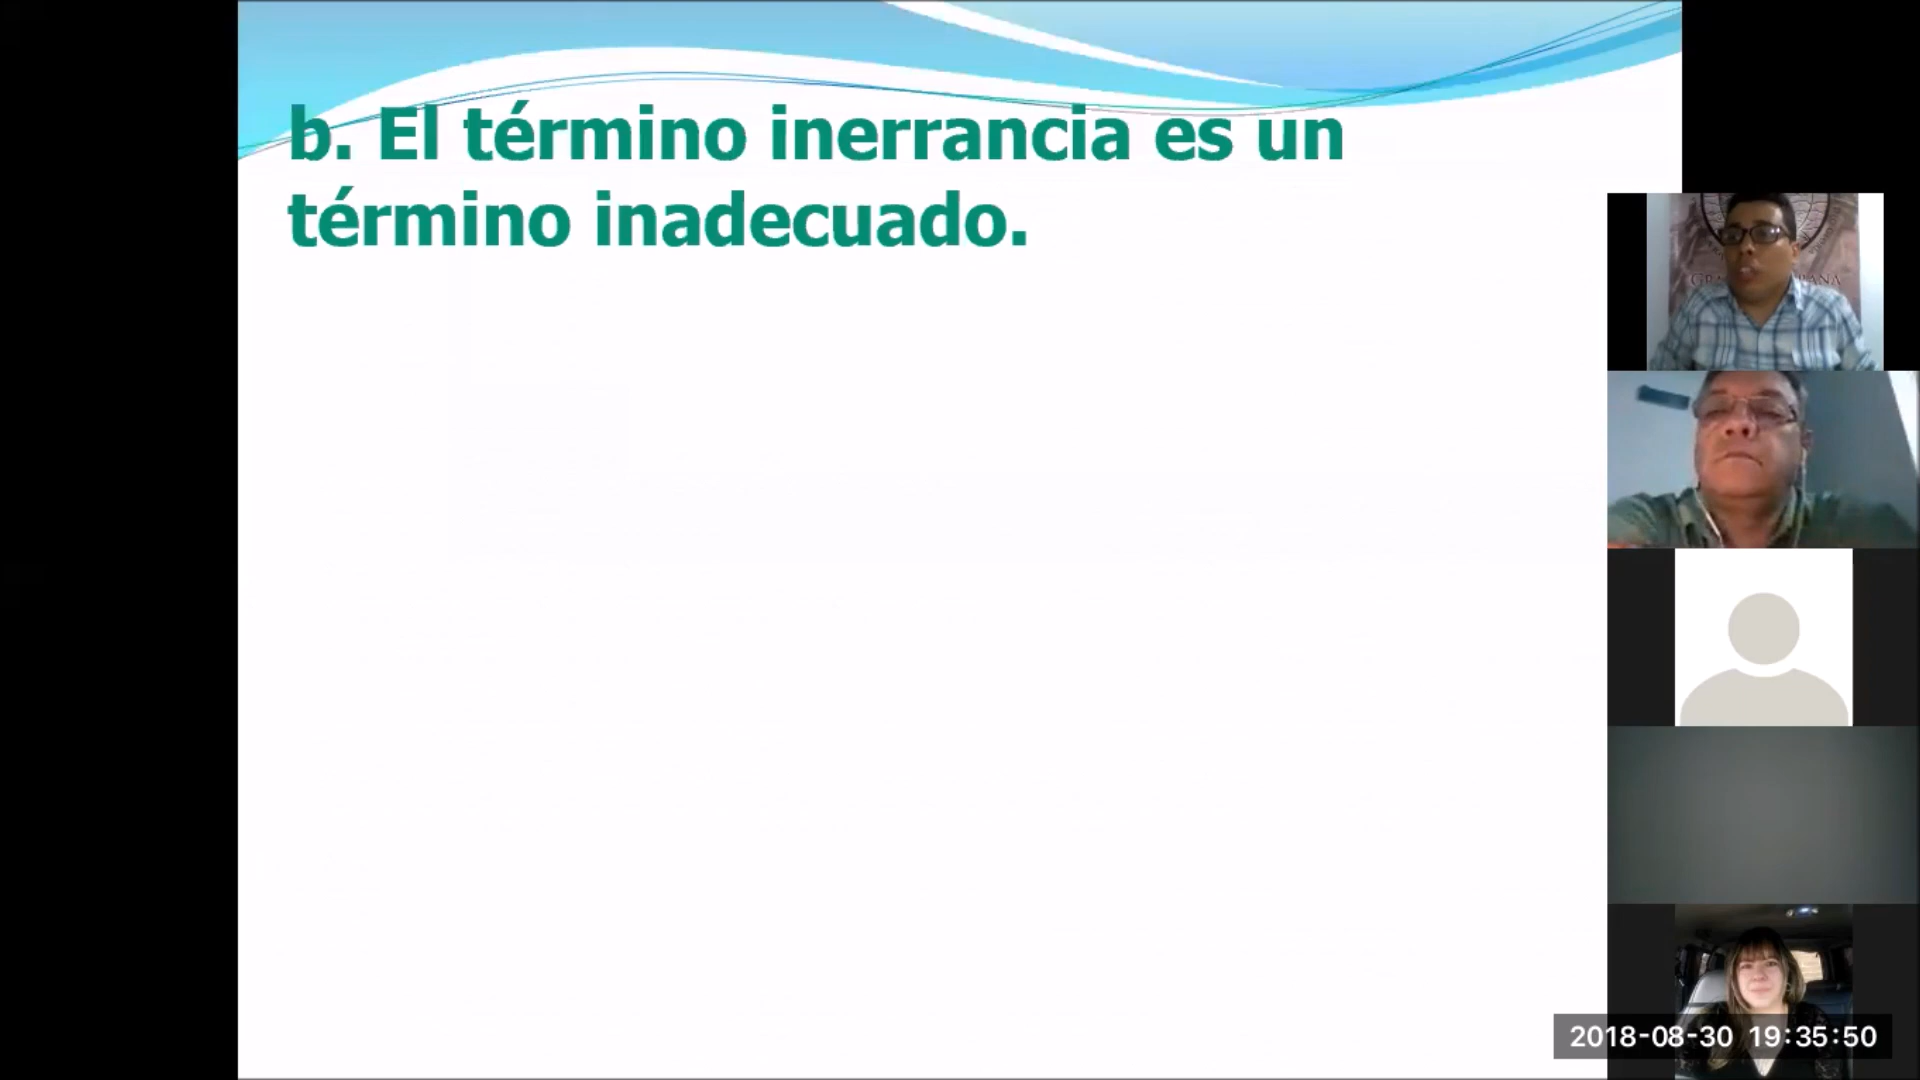 b. El término inerrancia es un
término inadecuado.
2018-08-30 19:35:50